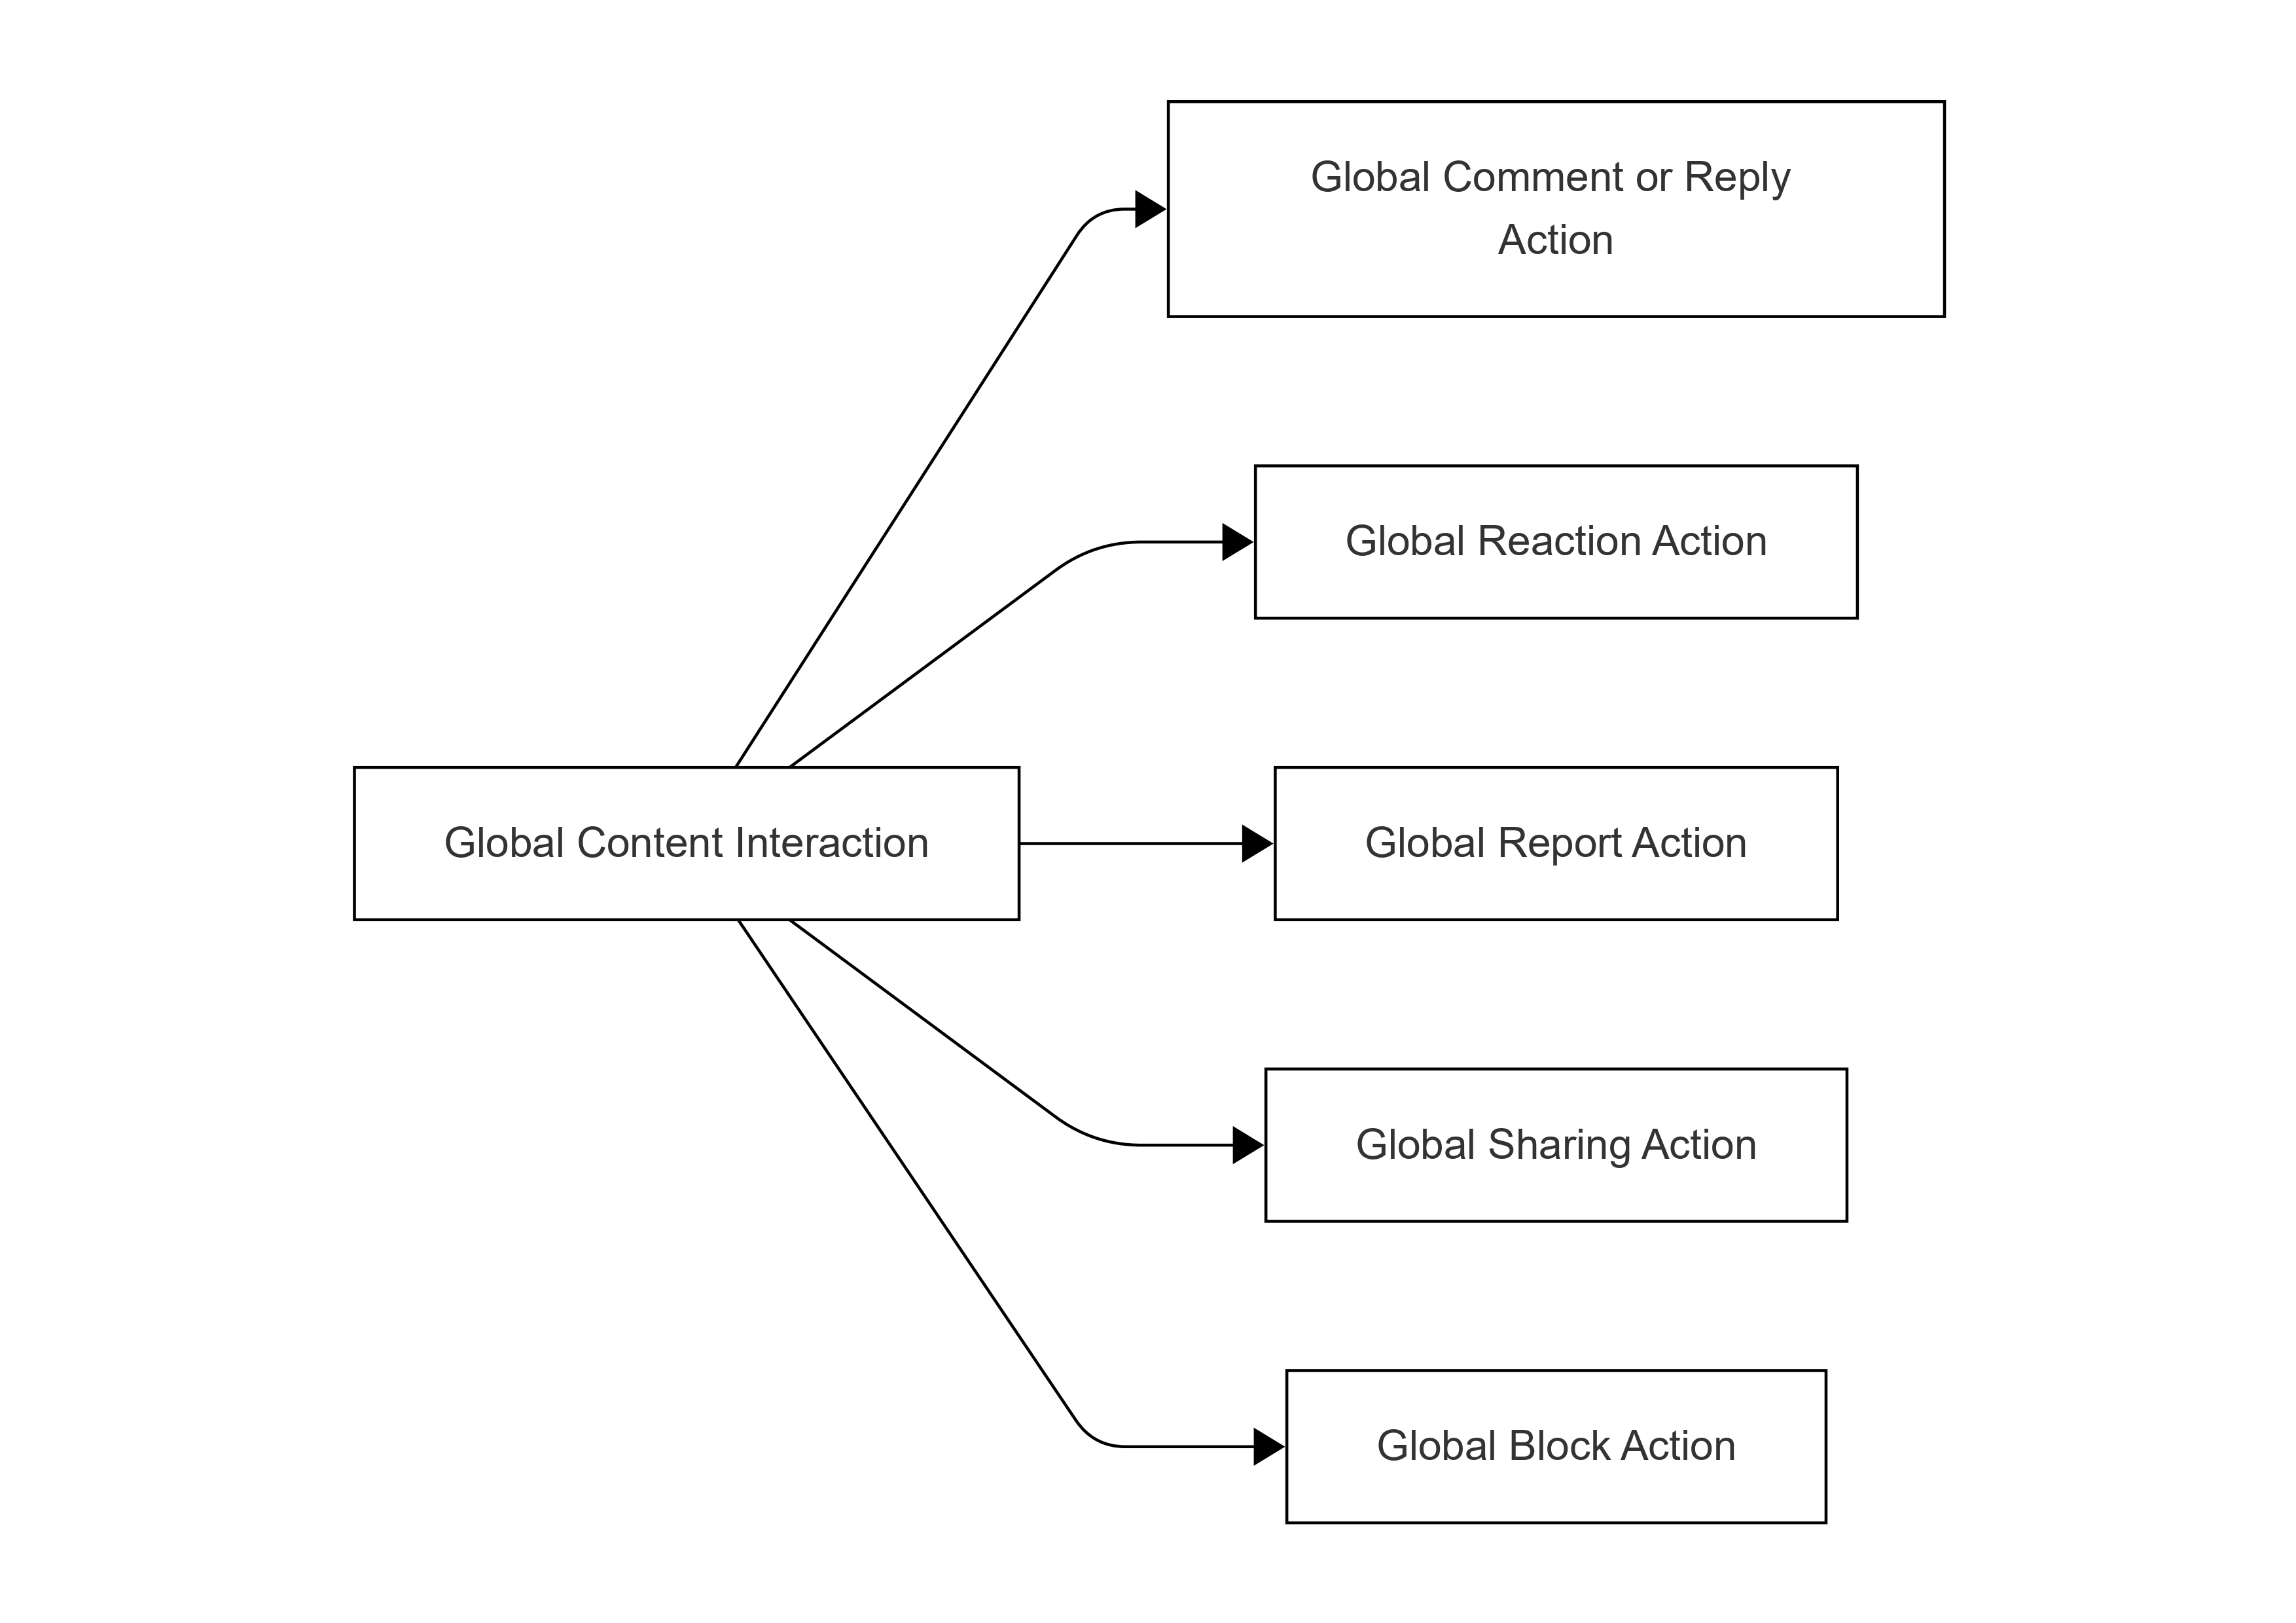 Global Comment or Reply
Action
Global Reaction Action
Global Content Interaction
Global Report Action
Global Sharing Action
Global Block Action